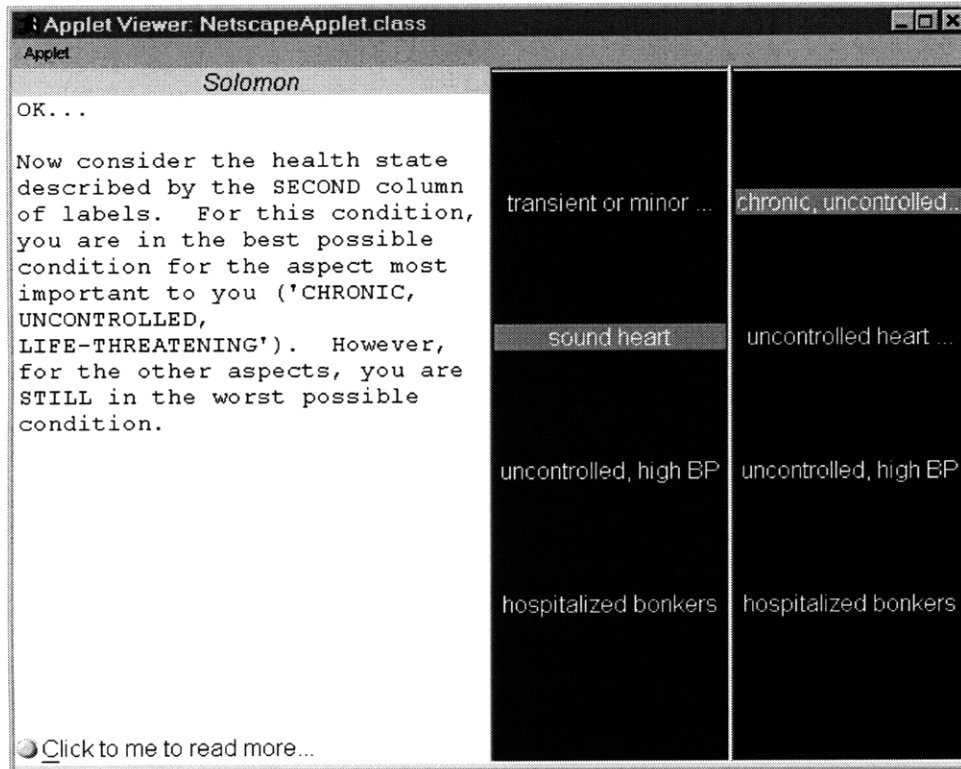 Applet Viewer: NetscapeApplet.class
Applet
Solomon
OK...
Now consider the health state
described by the SECOND column
of labels.  For this condition,
you are in the best possible
condition for the aspect most
important to you ('CHRONIC,
UNCONTROLLED,
LIFE-THREATENING').  However,
for the other aspects, you are
STILL in the worst possible
condition.
Click to me to read more...
transient or minor ...
sound heart
uncontrolled, high BP
hospitalized bonkers
chronic, uncontrolled...
uncontrolled heart ...
uncontrolled, high BP
hospitalized bonkers